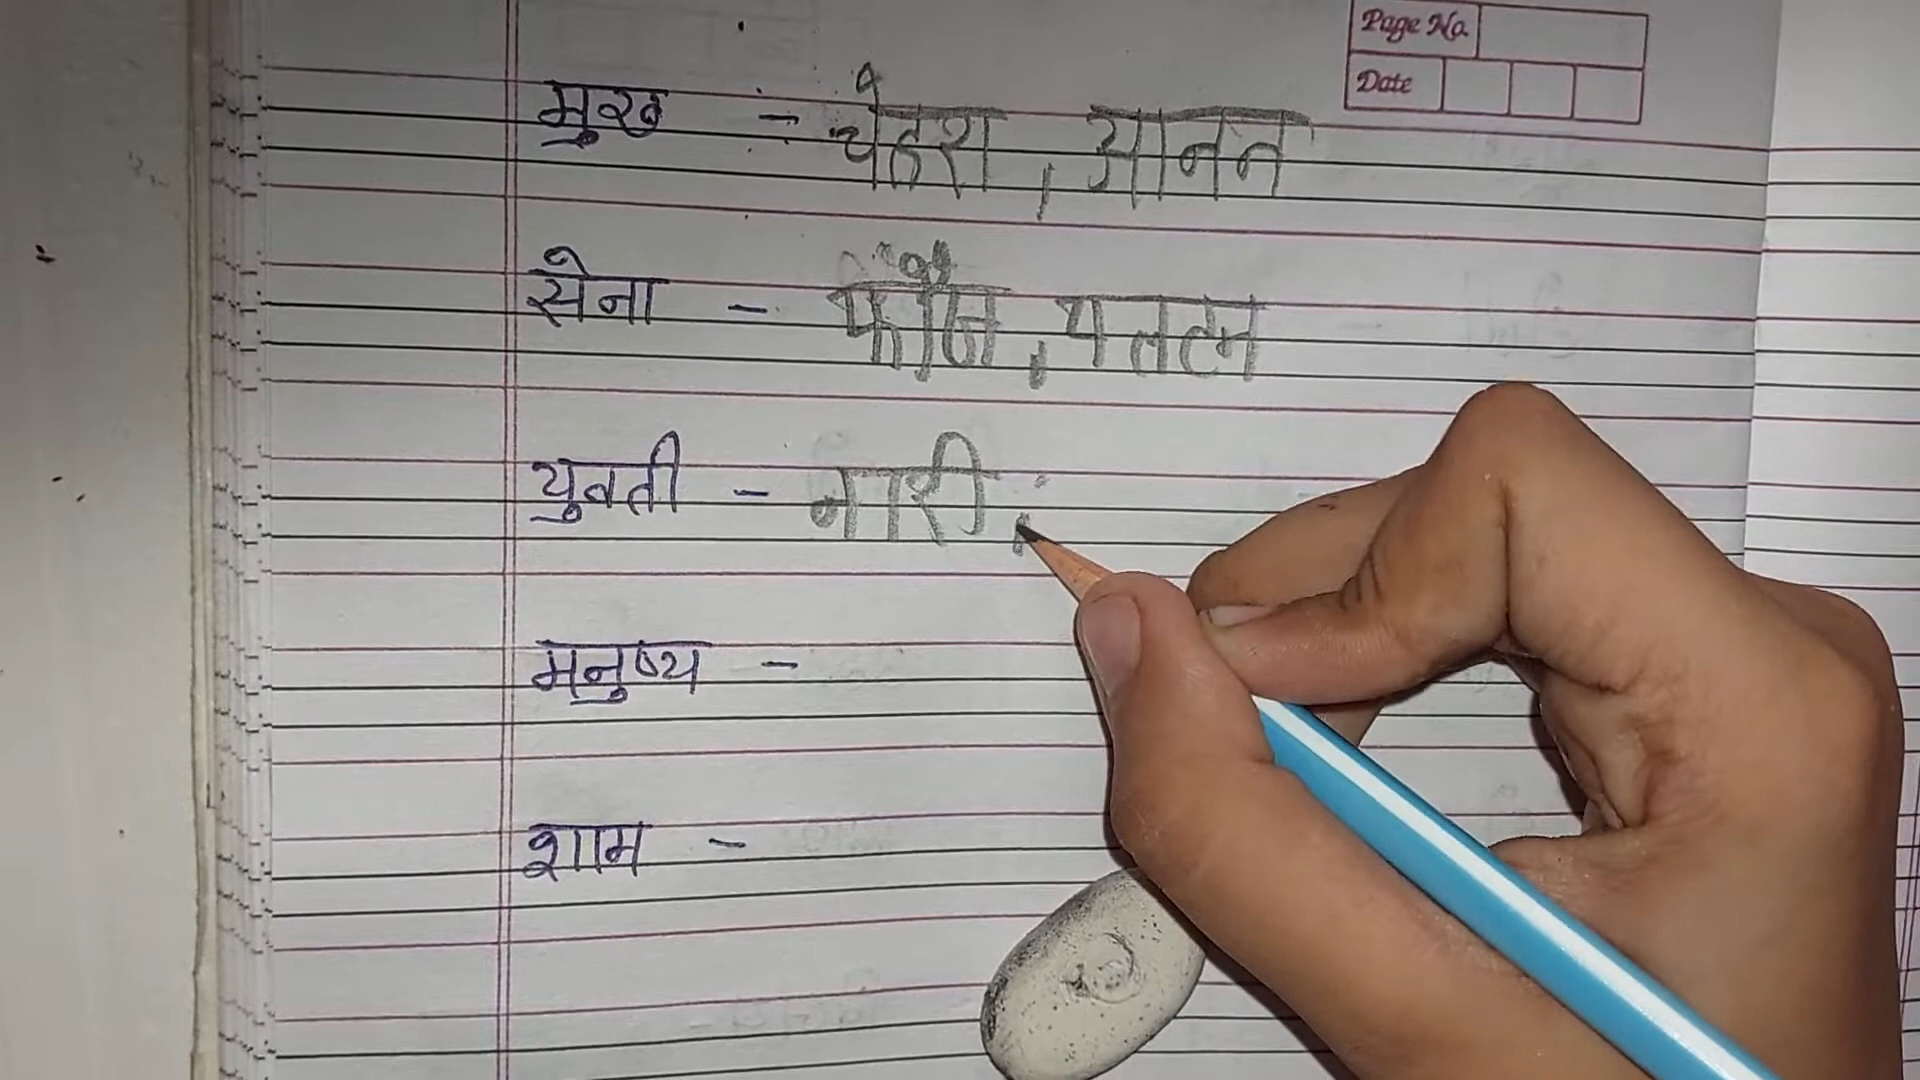 Page No.
Date
मुख - चेहरा, आनन
सेना - फौज, पलटन
युवती - नारी,
मनुष्य -
शाम -